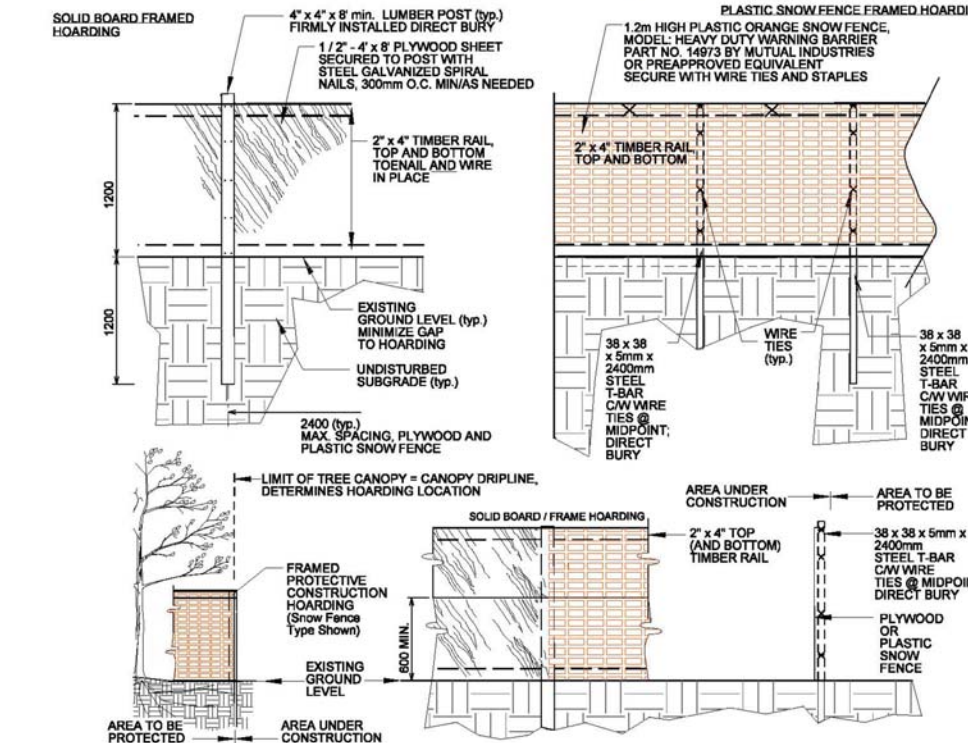 SOLID BOARD FRAMED
HOARDING
4" x 4" x 8' min. LUMBER POST (typ.)
FIRMLY INSTALLED DIRECT BURY
1 / 2" - 4' x 8' PLYWOOD SHEET
SECURED TO POST WITH
STEEL GALVANIZED SPIRAL
NAILS, 300mm O.C. MIN/AS NEEDED
2" x 4" TIMBER RAIL,
TOP AND BOTTOM
TOENAIL AND WIRE
IN PLACE
1200
1200
EXISTING
GROUND LEVEL (typ.)
MINIMIZE GAP
TO HOARDING
UNDISTURBED
SUBGRADE (typ.)
2400 (typ.)
MAX. SPACING, PLYWOOD AND
PLASTIC SNOW FENCE
PLASTIC SNOW FENCE FRAMED HOARDI
1.2m HIGH PLASTIC ORANGE SNOW FENCE,
MODEL: HEAVY DUTY WARNING BARRIER
PART NO. 14973 BY MUTUAL INDUSTRIES
OR PREAPPROVED EQUIVALENT
SECURE WITH WIRE TIES AND STAPLES
2" x 4" TIMBER RAIL,
TOP AND BOTTOM
38 x 38
x 5mm x
2400mm
STEEL
T-BAR
C/W WIRE
TIES @
MIDPOINT;
DIRECT
BURY
WIRE
TIES
(typ.)
38 x 38
x 5mm x
2400mm
STEEL
T-BAR
C/W WIR
TIES @
MIDPOIN
DIRECT
BURY
LIMIT OF TREE CANOPY = CANOPY DRIPLINE,
DETERMINES HOARDING LOCATION
FRAMED
PROTECTIVE
CONSTRUCTION
HOARDING
(Snow Fence
Type Shown)
EXISTING
GROUND
LEVEL
AREA TO BE
PROTECTED
AREA UNDER
CONSTRUCTION
SOLID BOARD / FRAME HOARDING
2" x 4" TOP
(AND BOTTOM)
TIMBER RAIL
600 MIN.
AREA UNDER
CONSTRUCTION
AREA TO BE
PROTECTED
38 x 38 x 5mm x
2400mm
STEEL T-BAR
C/W WIRE
TIES @ MIDPOI
DIRECT BURY
PLYWOOD
OR
PLASTIC
SNOW
FENCE